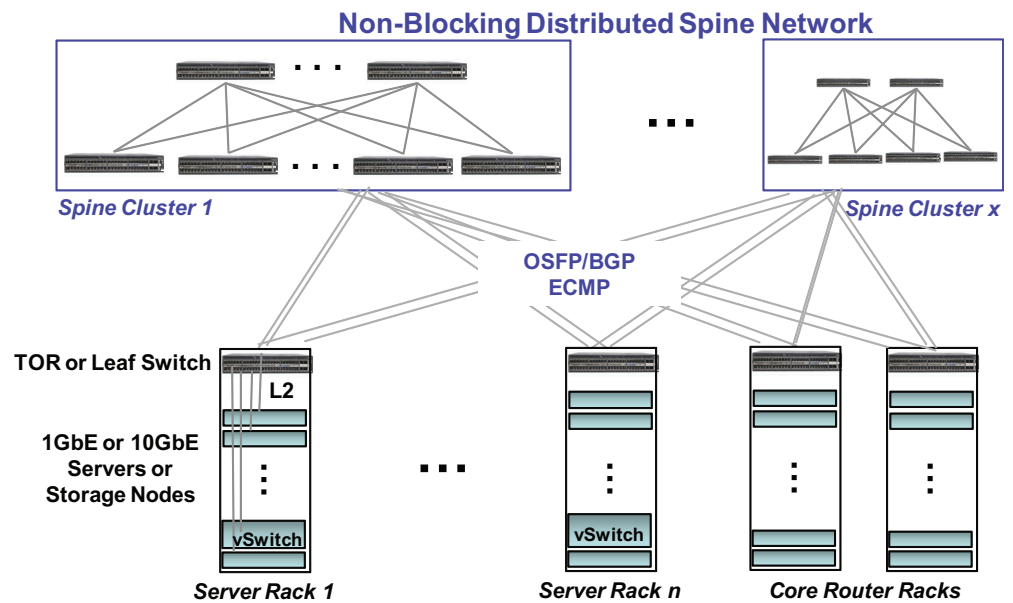 Non-Blocking Distributed Spine Network
Spine Cluster 1
Spine Cluster x
OSFP/BGP
ECMP
TOR or Leaf Switch
L2
1GbE or 10GbE
Servers or
Storage Nodes
vSwitch
vSwitch
Server Rack 1
Server Rack n
Core Router Racks